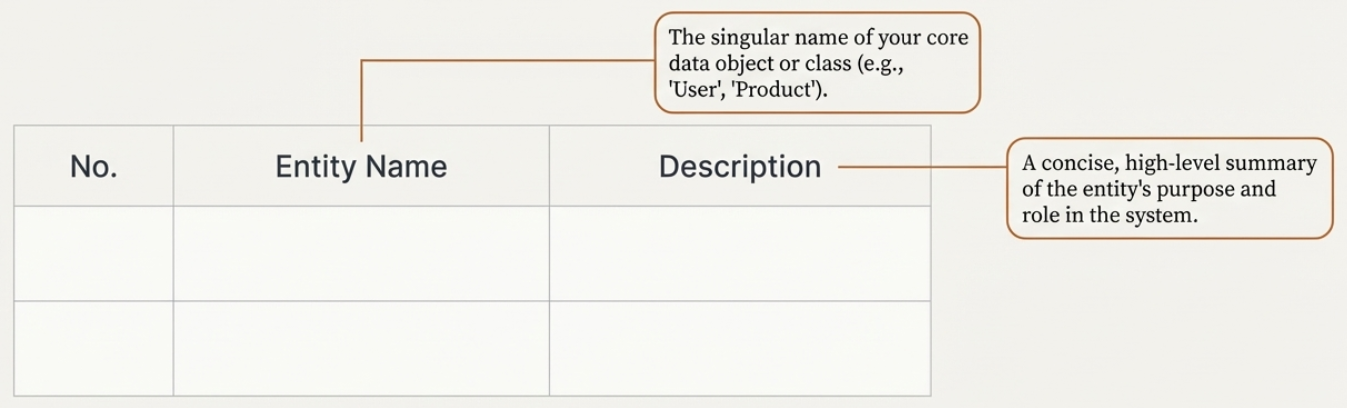 The singular name of your core
data object or class (e.g.,
'User', 'Product').
No.
Entity Name
Description
A concise, high-level summary
of the entity's purpose and
role in the system.